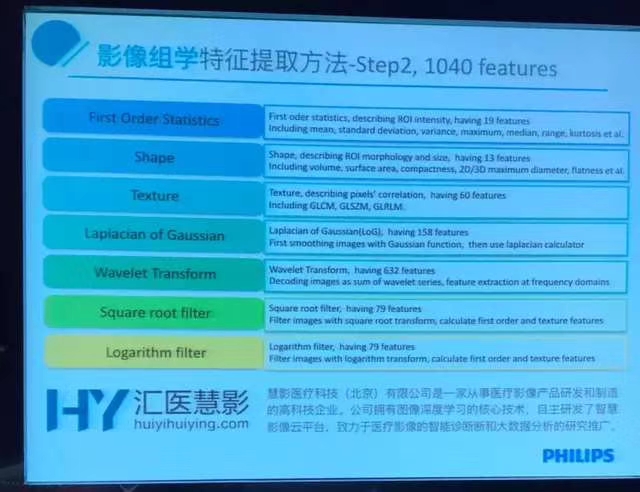 影像组学特征提取方法-Step2, 1040 features
First Order Statistics
First oder statistics, describing ROI intensity, having 19 features
Including mean, standard deviation, variance, maximum, median, range, kurtosis et al.
Shape
Shape, describing ROI morphology and size, having 13 features
Including volume, surface area, compactness, 2D/3D maximum diameter, flatness et al.
Texture
Texture, describing pixels' correlation, having 60 features
Including GLCM, GLSZM, GLRLM.
Laplacian of Gaussian
Laplacian of Gaussian(LoG), having 158 features
First smoothing images with Gaussian function, then use laplacian calculator
Wavelet Transform
Wavelet Transform, having 632 features
Decoding images as sum of wavelet series, feature extraction at frequency domains
Square root filter
Square root filter, having 79 features
Filter images with square root transform, calculate first order and texture features
Logarithm filter
Logarithm filter, having 79 features
Filter images with logarithm transform, calculate first order and texture features
HY 汇医慧影
huiyihuiying.com
慧影医疗科技（北京）有限公司是一家从事医疗影像产品研发和制造
的高科技企业。公司拥有图像深度学习的核心技术，自主研发了智慧
影像云平台，致力于医疗影像的智能诊断断和大数据分析的研究推广。
PHILIPS